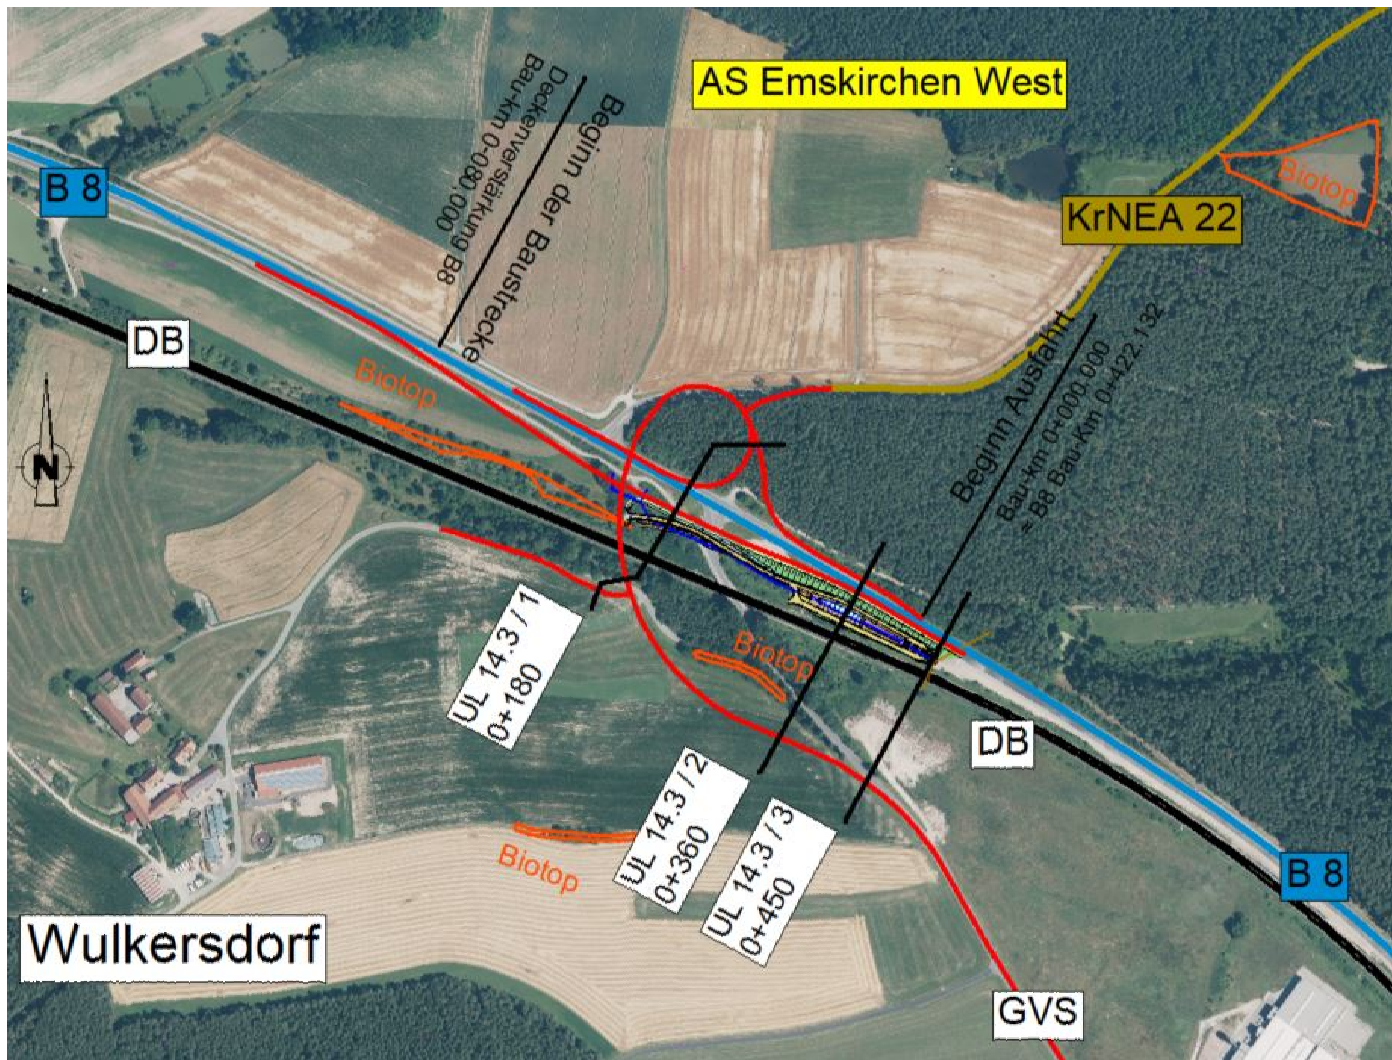 AS Emskirchen West
Beginn der Baustrecke
Deckenverstärkung B8
Bau-km 0-080,000
B 8
Biotop
KrNEA 22
DB
Biotop
Beginn Ausfahrt
Bau-km 0+000.000
= B8 Bau-Km 0+422.132
N
UL 14.3 / 1
0+180
Biotop
DB
UL 14.3 / 2
0+360
UL 14.3 / 3
0+450
Biotop
B 8
Wulkersdorf
GVS